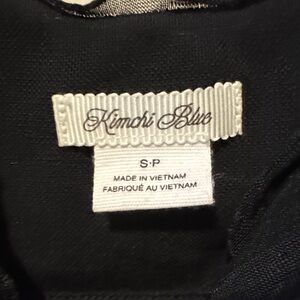 Kimchi Blue
S·P
MADE IN VIETNAM
FABRIQUÉ AU VIETNAM